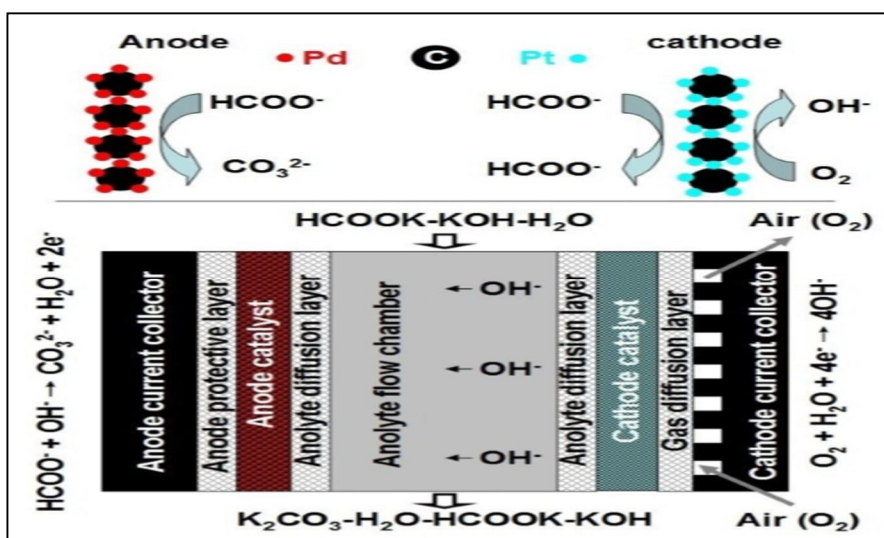 Anode
Pd
C
Pt
cathode
HCOO⁻
CO₃²⁻
HCOO⁻
HCOO⁻
OH⁻
O₂
HCOOK-KOH-H₂O
Air (O₂)
HCOO⁻ + OH⁻ → CO₃²⁻ + H₂O + 2e⁻
Anode current collector
Anode protective layer
Anode catalyst
Anolyte diffusion layer
Anolyte flow chamber
← OH⁻
← OH⁻
← OH⁻
Anolyte diffusion layer
Cathode catalyst
Gas diffusion layer
Cathode current collector
O₂ + H₂O + 4e⁻ → 4OH⁻
K₂CO₃-H₂O-HCOOK-KOH
Air (O₂)